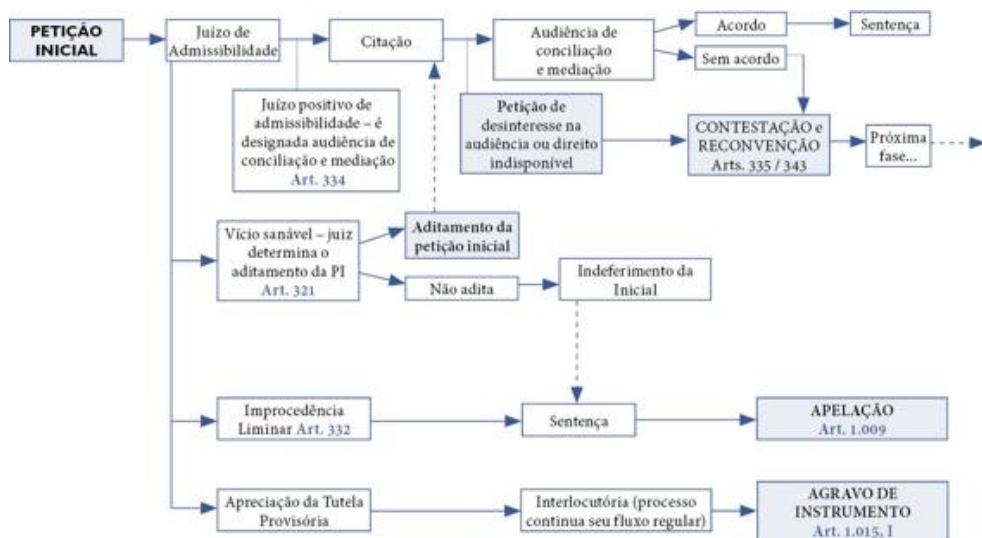 PETIÇÃO
INICIAL
Juízo de
Admissibilidade
Citação
Audiência de
conciliação
e mediação
Acordo
Sentença
Sem acordo
Juízo positivo de
admissibilidade – é
designada audiência de
conciliação e mediação
Art. 334
Petição de
desinteresse na
audiência ou direito
indisponível
CONTESTAÇÃO e
RECONVENÇÃO
Arts. 335 / 343
Próxima
fase...
Vício sanável – juiz
determina o
aditamento da PI
Art. 321
Aditamento da
petição inicial
Não adita
Indeferimento da
Inicial
Improcedência
Liminar Art. 332
Sentença
APELAÇÃO
Art. 1.009
Apreciação da Tutela
Provisória
Interlocutória (processo
continua seu fluxo regular)
AGRAVO DE
INSTRUMENTO
Art. 1.015, I